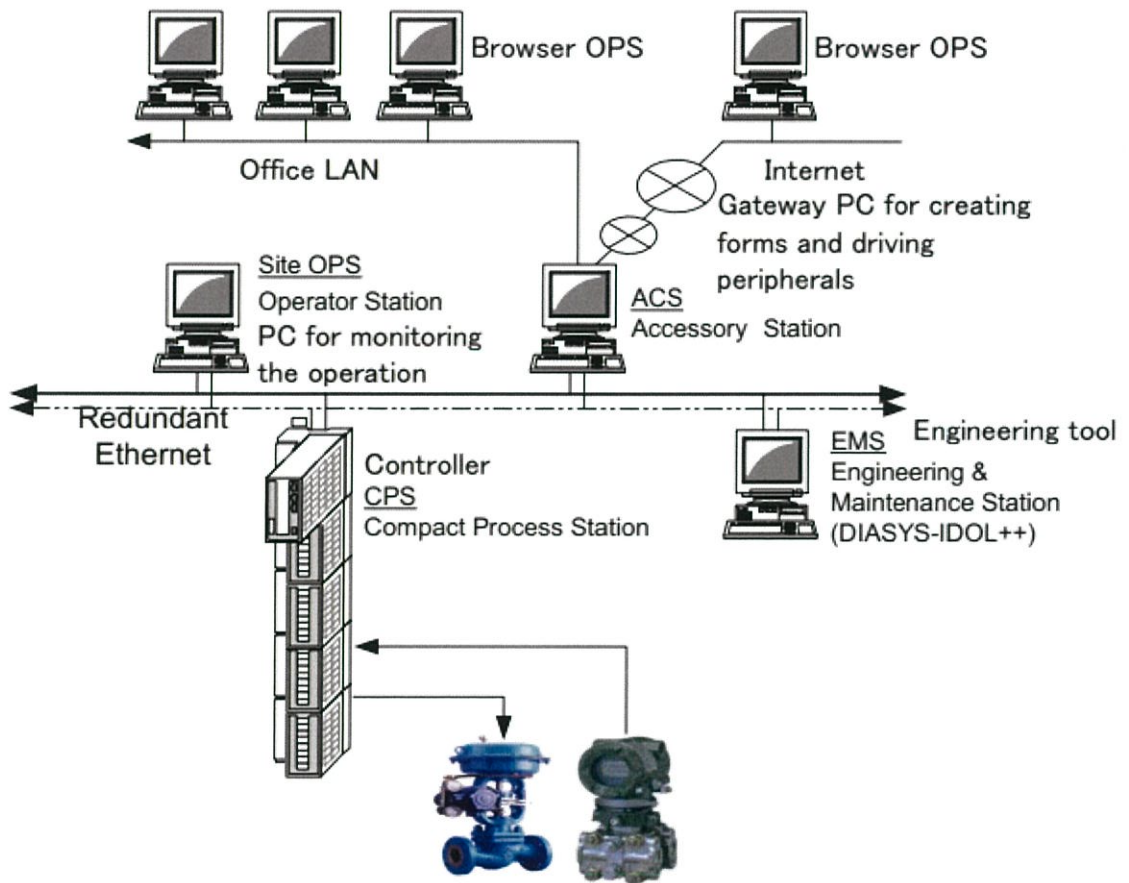 Browser OPS
Browser OPS
Office LAN
Internet
Gateway PC for creating
forms and driving
peripherals
Site OPS
Operator Station
PC for monitoring
the operation
ACS
Accessory Station
Redundant
Ethernet
Controller
CPS
Compact Process Station
EMS
Engineering &
Maintenance Station
(DIASYS-IDOL++)
Engineering tool